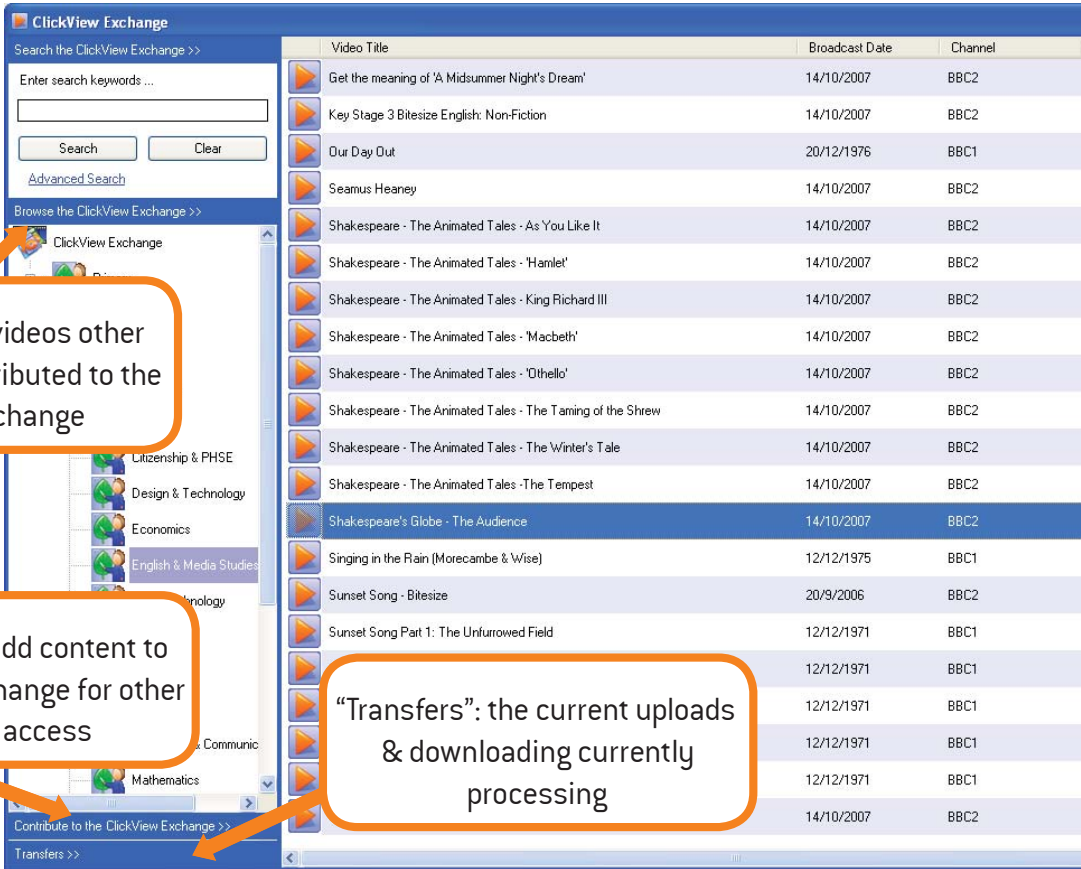 ClickView Exchange
Search the ClickView Exchange >>
Enter search keywords ...
Search Clear
Advanced Search
Browse the ClickView Exchange >>
ClickView Exchange
videos other
ributed to the
change
Citizenship & PHSE
Design & Technology
Economics
English & Media Studies
hnology
dd content to
hange for other
access
& Communic
Mathematics
Contribute to the ClickView Exchange >>
Transfers >>
Video Title Broadcast Date Channel
Get the meaning of 'A Midsummer Night's Dream' 14/10/2007 BBC2
Key Stage 3 Bitesize English: Non-Fiction 14/10/2007 BBC2
Our Day Out 20/12/1976 BBC1
Seamus Heaney 14/10/2007 BBC2
Shakespeare - The Animated Tales - As You Like It 14/10/2007 BBC2
Shakespeare - The Animated Tales - 'Hamlet' 14/10/2007 BBC2
Shakespeare - The Animated Tales - King Richard III 14/10/2007 BBC2
Shakespeare - The Animated Tales - 'Macbeth' 14/10/2007 BBC2
Shakespeare - The Animated Tales - 'Othello' 14/10/2007 BBC2
Shakespeare - The Animated Tales - The Taming of the Shrew 14/10/2007 BBC2
Shakespeare - The Animated Tales - The Winter's Tale 14/10/2007 BBC2
Shakespeare - The Animated Tales -The Tempest 14/10/2007 BBC2
Shakespeare's Globe - The Audience 14/10/2007 BBC2
Singing in the Rain (Morecambe & Wise) 12/12/1975 BBC1
Sunset Song - Bitesize 20/9/2006 BBC2
Sunset Song Part 1: The Unfurrowed Field 12/12/1971 BBC1
12/12/1971 BBC1
12/12/1971 BBC1
12/12/1971 BBC1
12/12/1971 BBC1
14/10/2007 BBC2
“Transfers”: the current uploads
& downloading currently
processing